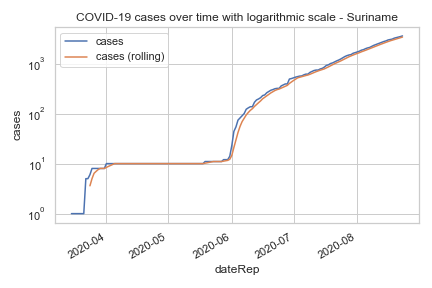 COVID-19 cases over time with logarithmic scale - Suriname
cases
cases (rolling)
10³
10²
10¹
10⁰
cases
2020-04
2020-05
2020-06
2020-07
2020-08
dateRep